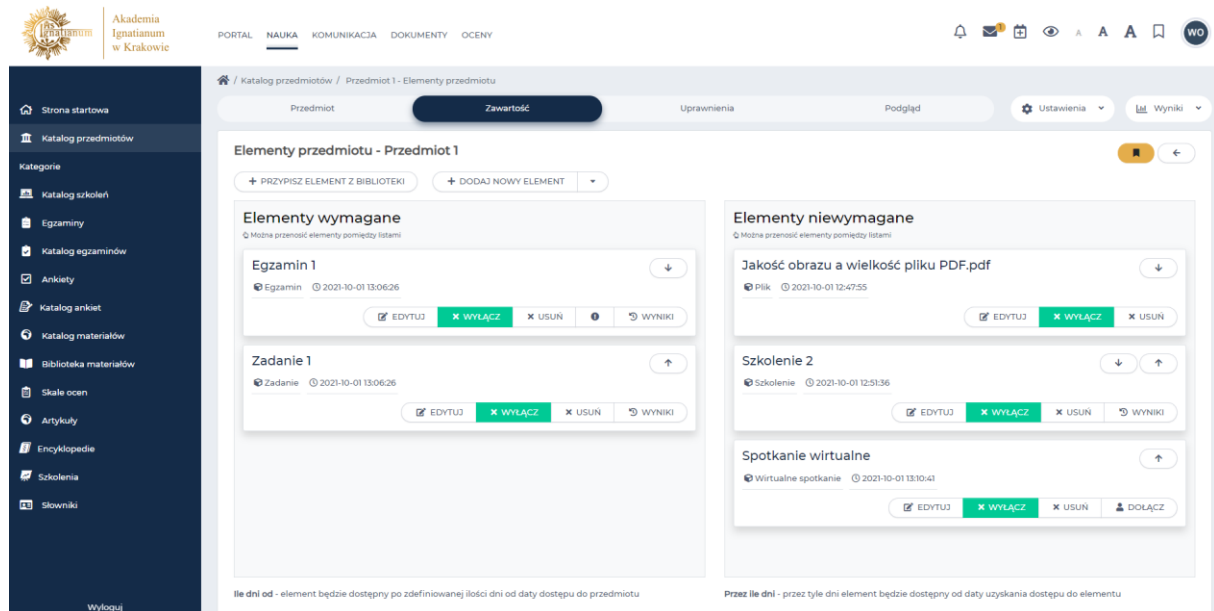 Ignatianum
Akademia
Ignatianum
w Krakowie
PORTAL NAUKA KOMUNIKACJA DOKUMENTY OCENY
1
A A A
WO
/ Katalog przedmiotów / Przedmiot 1 - Elementy przedmiotu
Przedmiot Zawartość Uprawnienia Podgląd Ustawienia Wyniki
Strona startowa
Katalog przedmiotów
Kategorie
Katalog szkoleń
Egzaminy
Katalog egzaminów
Ankiety
Katalog ankiet
Katalog materiałów
Biblioteka materiałów
Skale ocen
Artykuły
Encyklopedie
Szkolenia
Słowniki
Wyloguj
Elementy przedmiotu - Przedmiot 1
+ PRZYPISZ ELEMENT Z BIBLIOTEKI + DODAJ NOWY ELEMENT
Elementy wymagane
Można przenosić elementy pomiędzy listami
Egzamin 1
Egzamin 2021-10-01 13:06:26
EDYTUJ WYŁĄCZ USUŃ WYNIKI
Zadanie 1
Zadanie 2021-10-01 13:06:26
EDYTUJ WYŁĄCZ USUŃ WYNIKI
Elementy niewymagane
Można przenosić elementy pomiędzy listami
Jakość obrazu a wielkość pliku PDF.pdf
Plik 2021-10-01 12:47:55
EDYTUJ WYŁĄCZ USUŃ
Szkolenie 2
Szkolenie 2021-10-01 12:51:36
EDYTUJ WYŁĄCZ USUŃ WYNIKI
Spotkanie wirtualne
Wirtualne spotkanie 2021-10-01 13:10:41
EDYTUJ WYŁĄCZ USUŃ DOŁĄCZ
Ile dni od - element będzie dostępny po zdefiniowanej ilości dni od daty dostępu do przedmiotu
Przez ile dni - przez tyle dni element będzie dostępny od daty uzyskania dostępu do elementu